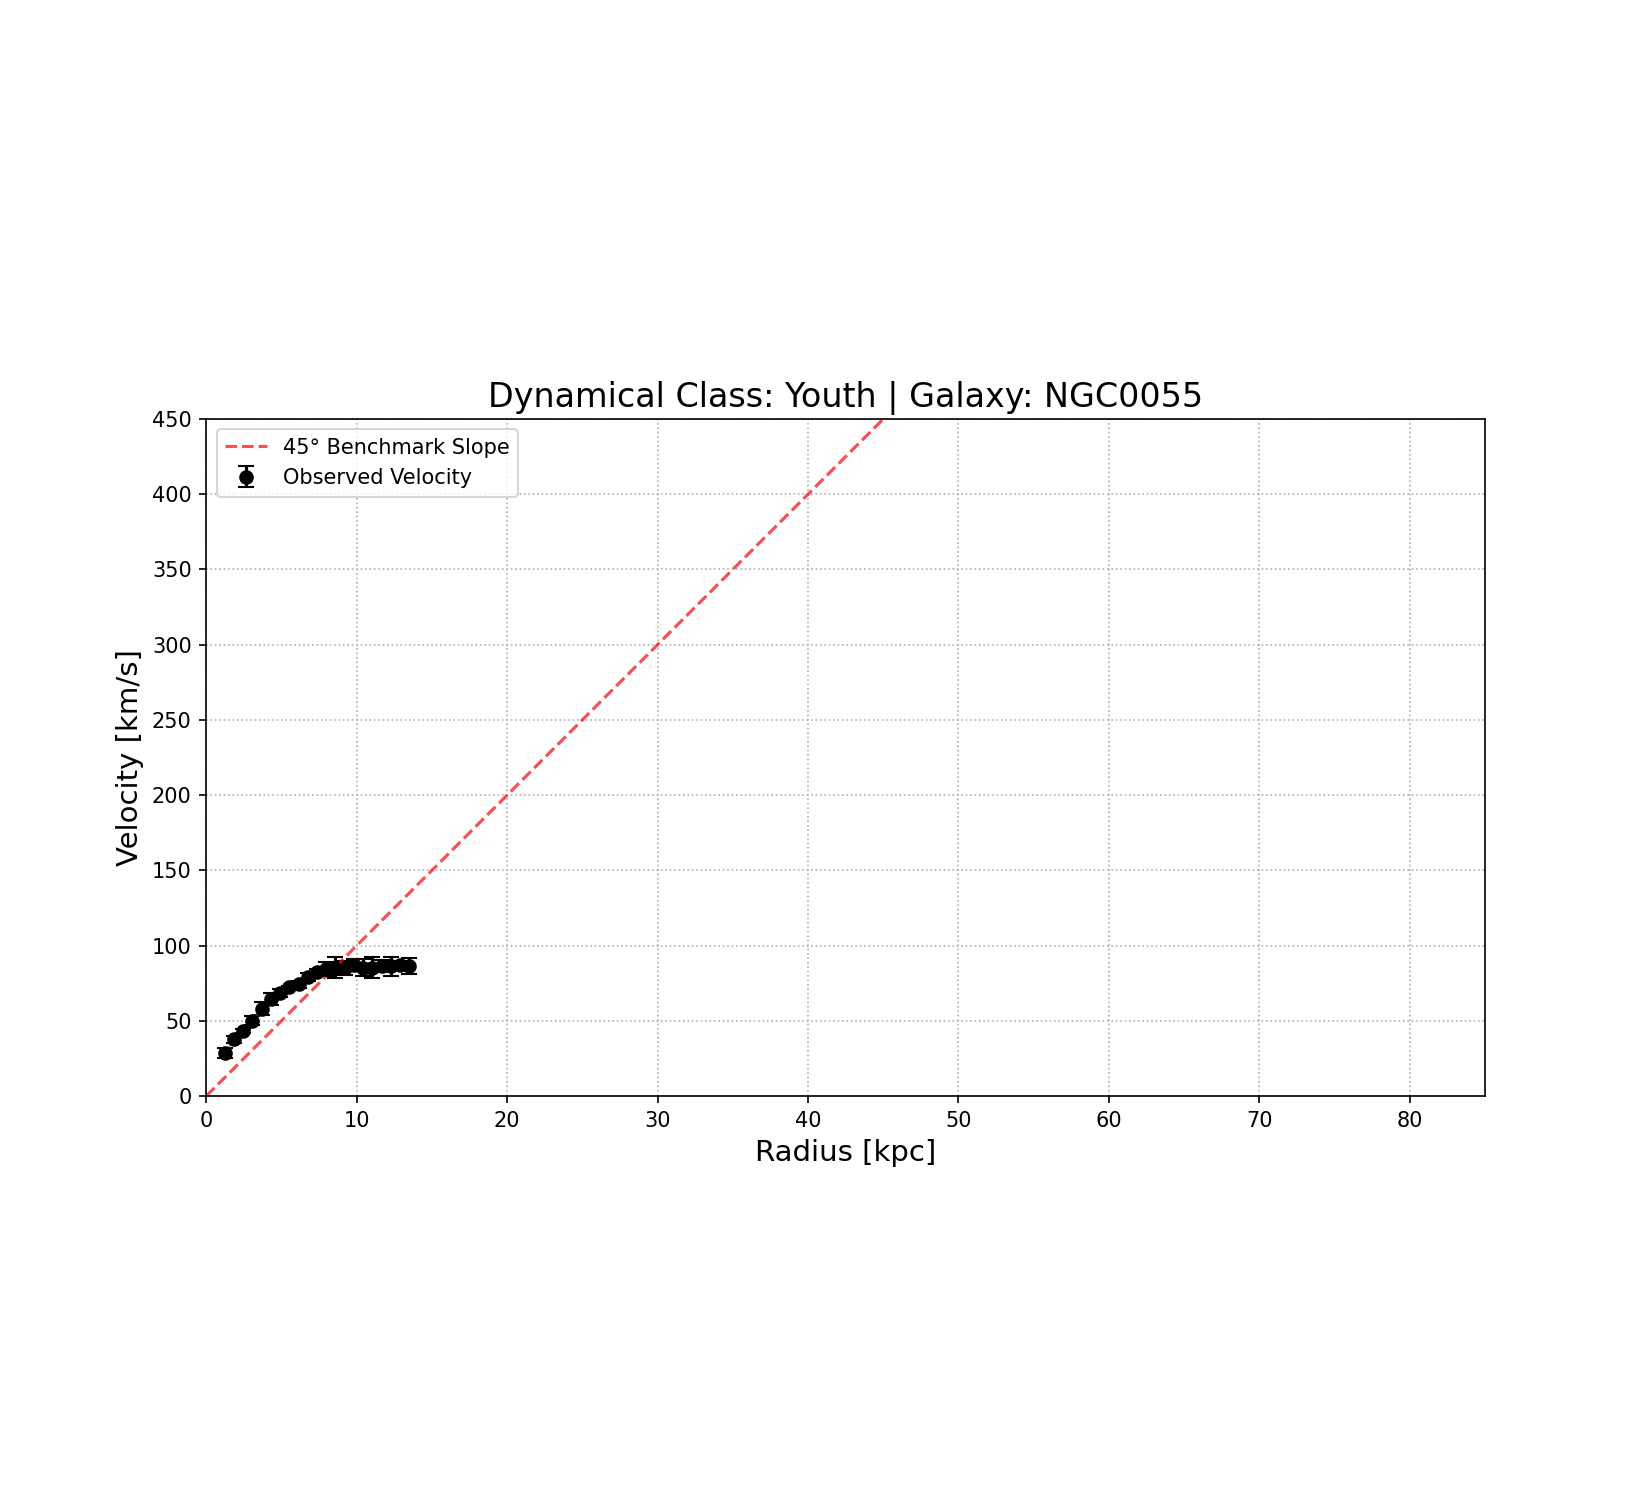 Dynamical Class: Youth | Galaxy: NGC0055
450
400
350
300
250
200
150
100
50
0
Velocity [km/s]
45° Benchmark Slope
Observed Velocity
0 10 20 30 40 50 60 70 80
Radius [kpc]